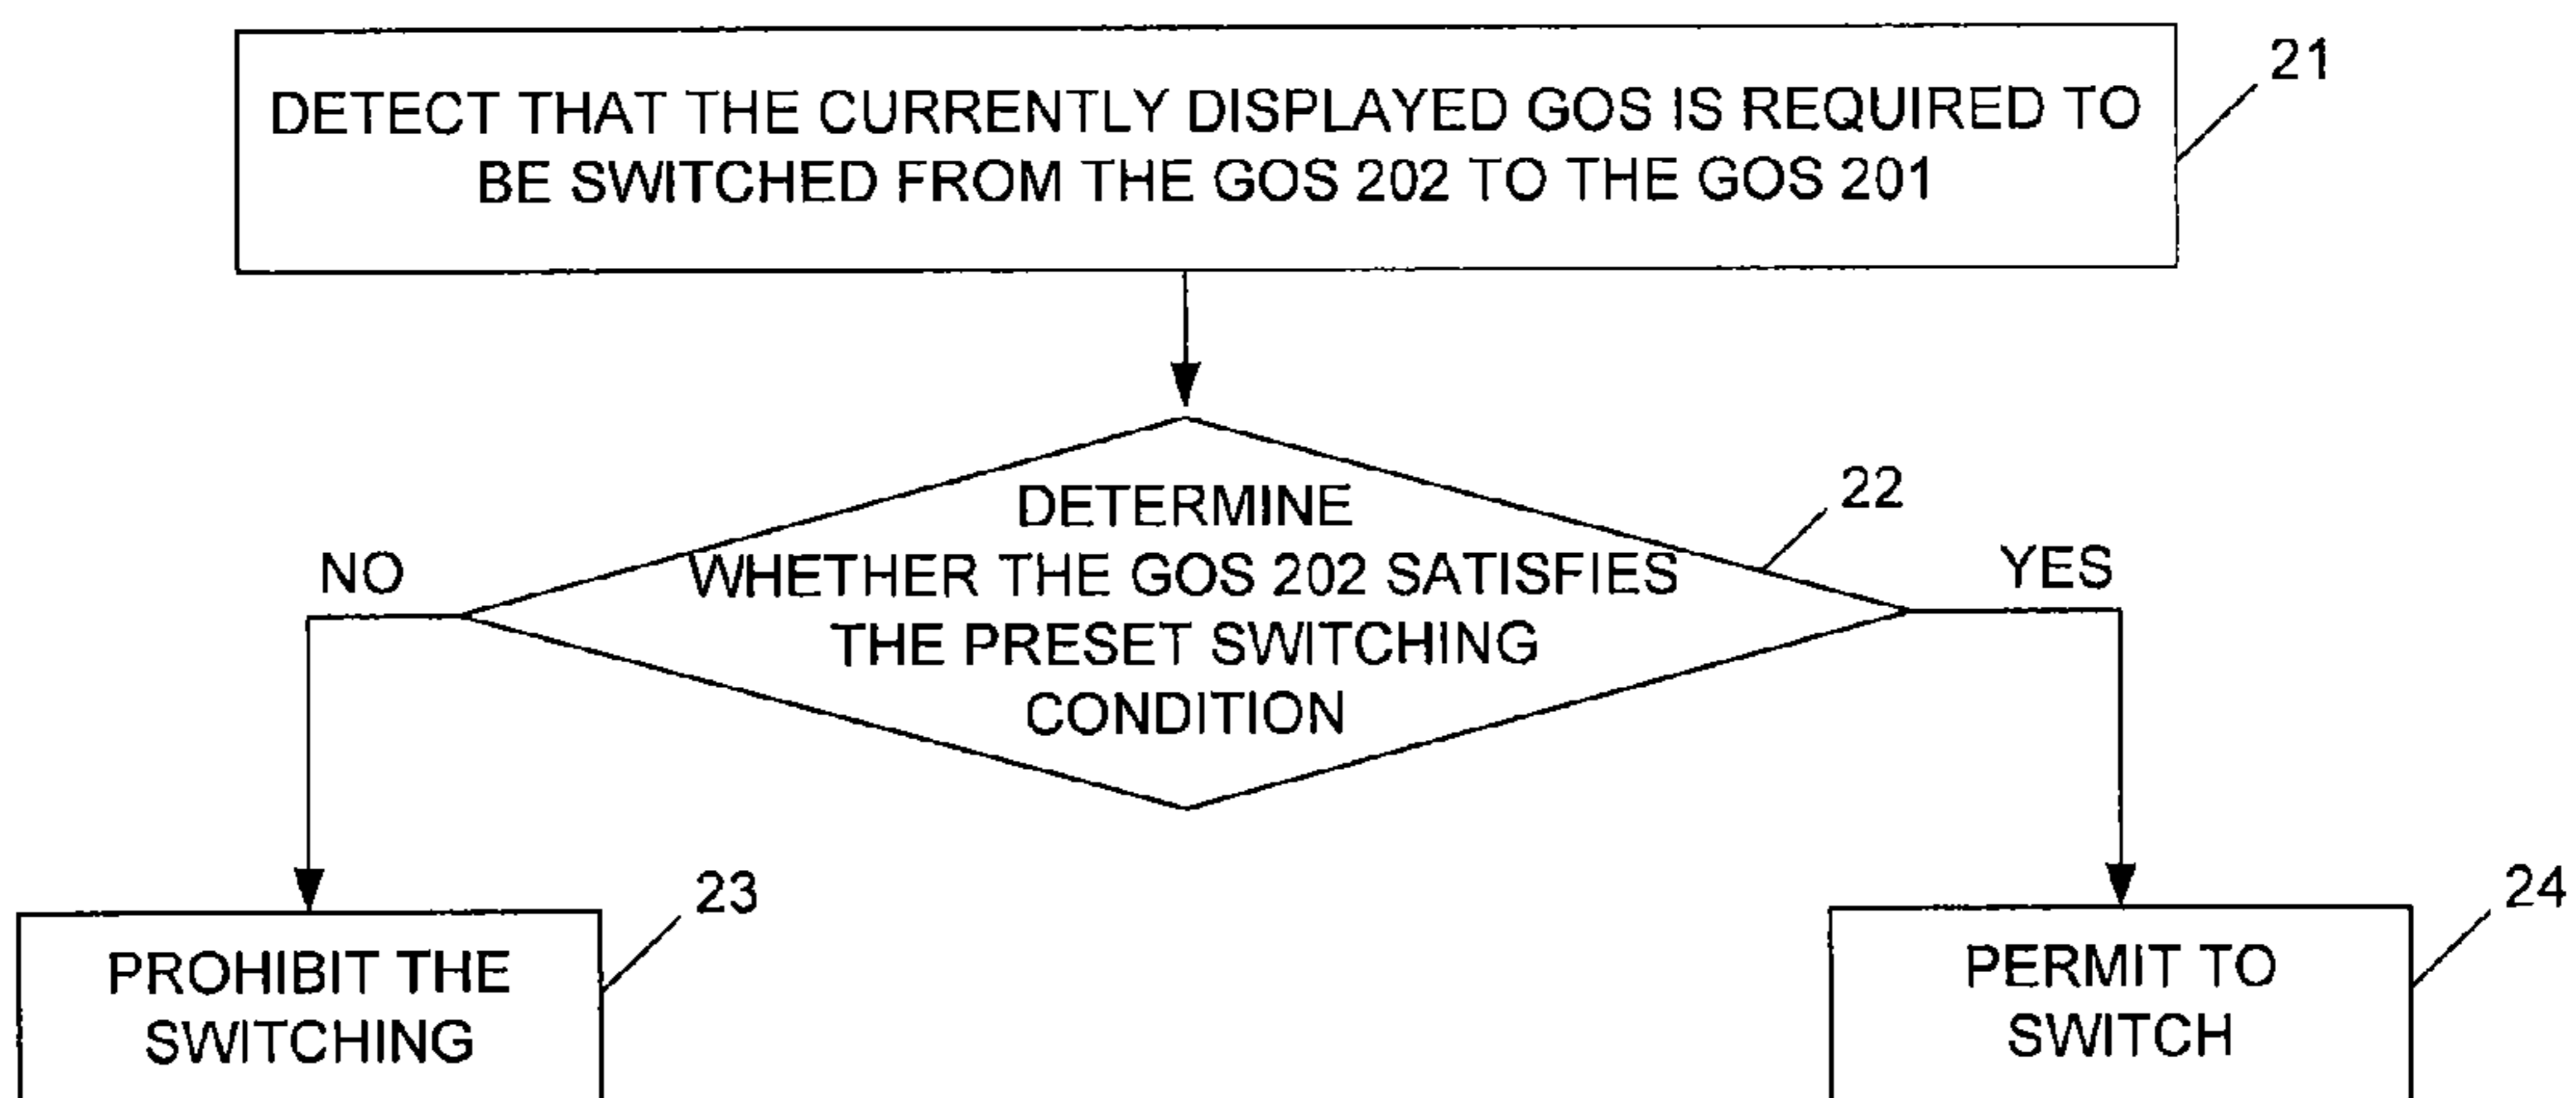 21
DETECT THAT THE CURRENTLY DISPLAYED GOS IS REQUIRED TO
BE SWITCHED FROM THE GOS 202 TO THE GOS 201
22
DETERMINE
WHETHER THE GOS 202 SATISFIES
THE PRESET SWITCHING
CONDITION
NO
YES
23
PROHIBIT THE
SWITCHING
24
PERMIT TO
SWITCH